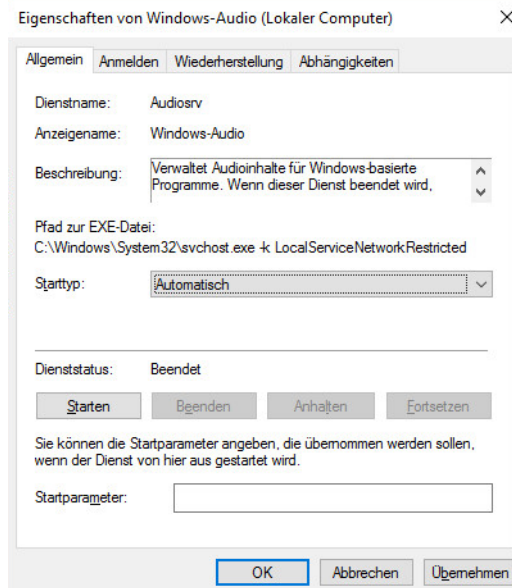 Eigenschaften von Windows-Audio (Lokaler Computer)
Allgemein Anmelden Wiederherstellung Abhängigkeiten
Dienstname: Audiosrv
Anzeigename: Windows-Audio
Beschreibung: Verwaltet Audioinhalte für Windows-basierte
Programme. Wenn dieser Dienst beendet wird,
Pfad zur EXE-Datei:
C:\Windows\System32\svchost.exe -k LocalServiceNetworkRestricted
Starttyp: Automatisch
Dienststatus: Beendet
Starten Beenden Anhalten Fortsetzen
Sie können die Startparameter angeben, die übernommen werden sollen,
wenn der Dienst von hier aus gestartet wird.
Startparameter:
OK Abbrechen Übernehmen